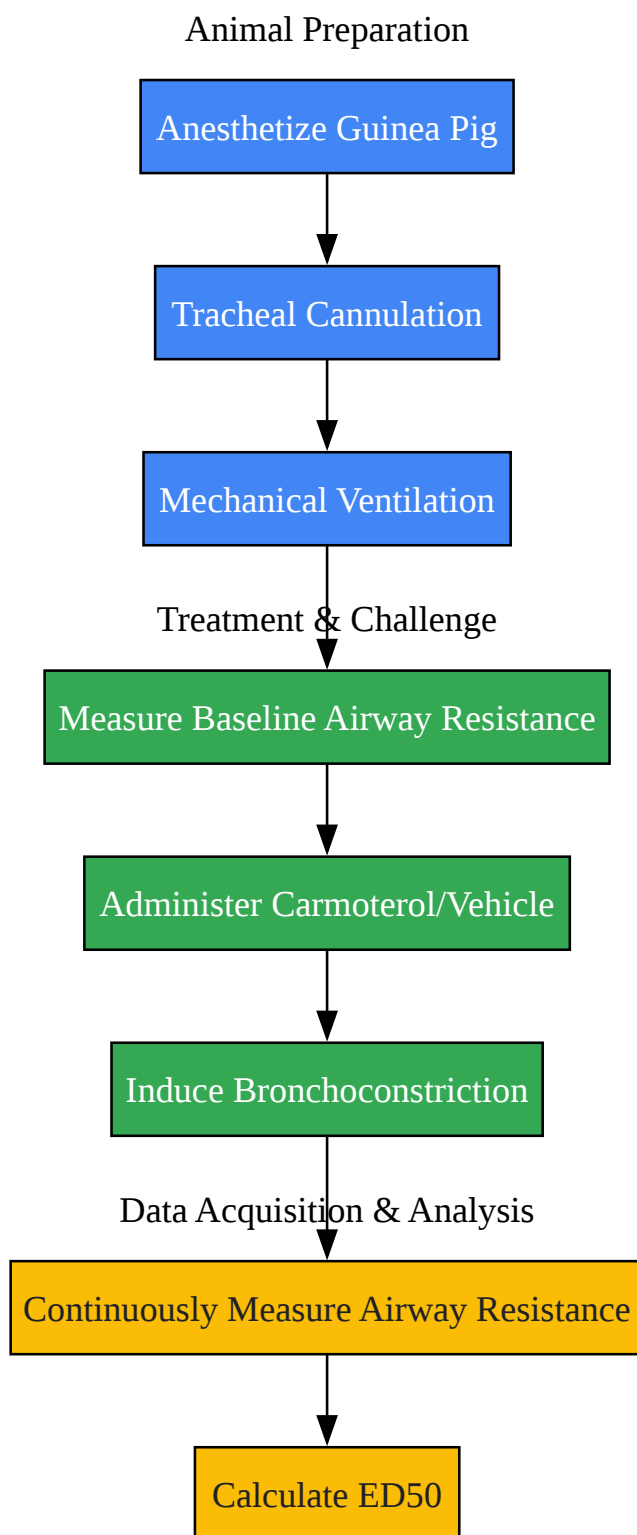 Animal Preparation
Anesthetize Guinea Pig
Tracheal Cannulation
Mechanical Ventilation
Treatment & Challenge
Measure Baseline Airway Resistance
Administer Carmoterol/Vehicle
Induce Bronchoconstriction
Data Acquisition & Analysis
Continuously Measure Airway Resistance
Calculate ED50